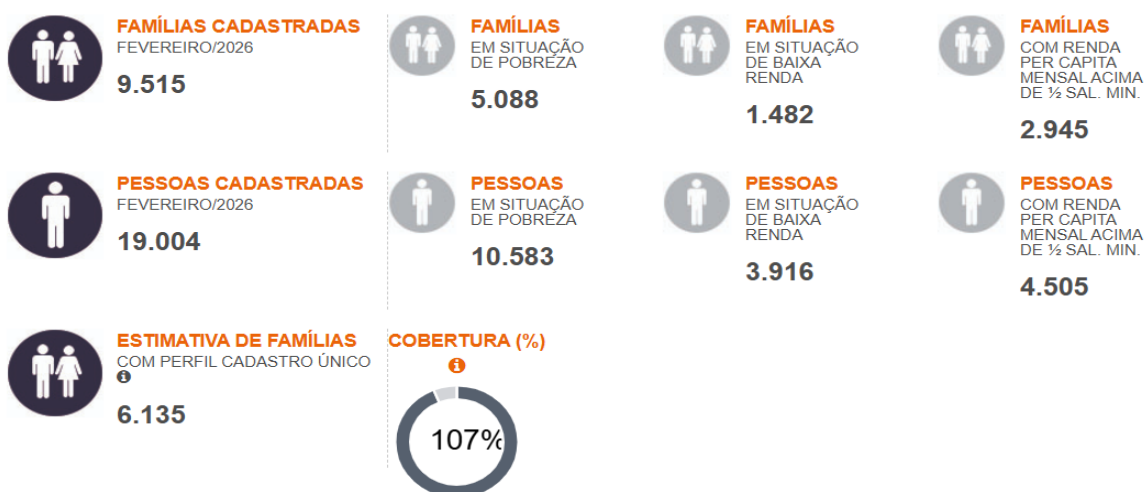 FAMÍLIAS CADASTRADAS
FEVEREIRO/2026
9.515
FAMÍLIAS
EM SITUAÇÃO
DE POBREZA
5.088
FAMÍLIAS
EM SITUAÇÃO
DE BAIXA
RENDA
1.482
FAMÍLIAS
COM RENDA
PER CAPITA
MENSAL ACIMA
DE ½ SAL. MIN.
2.945
PESSOAS CADASTRADAS
FEVEREIRO/2026
19.004
PESSOAS
EM SITUAÇÃO
DE POBREZA
10.583
PESSOAS
EM SITUAÇÃO
DE BAIXA
RENDA
3.916
PESSOAS
COM RENDA
PER CAPITA
MENSAL ACIMA
DE ½ SAL. MIN.
4.505
ESTIMATIVA DE FAMÍLIAS
COM PERFIL CADASTRO ÚNICO
6.135
COBERTURA (%)
107%